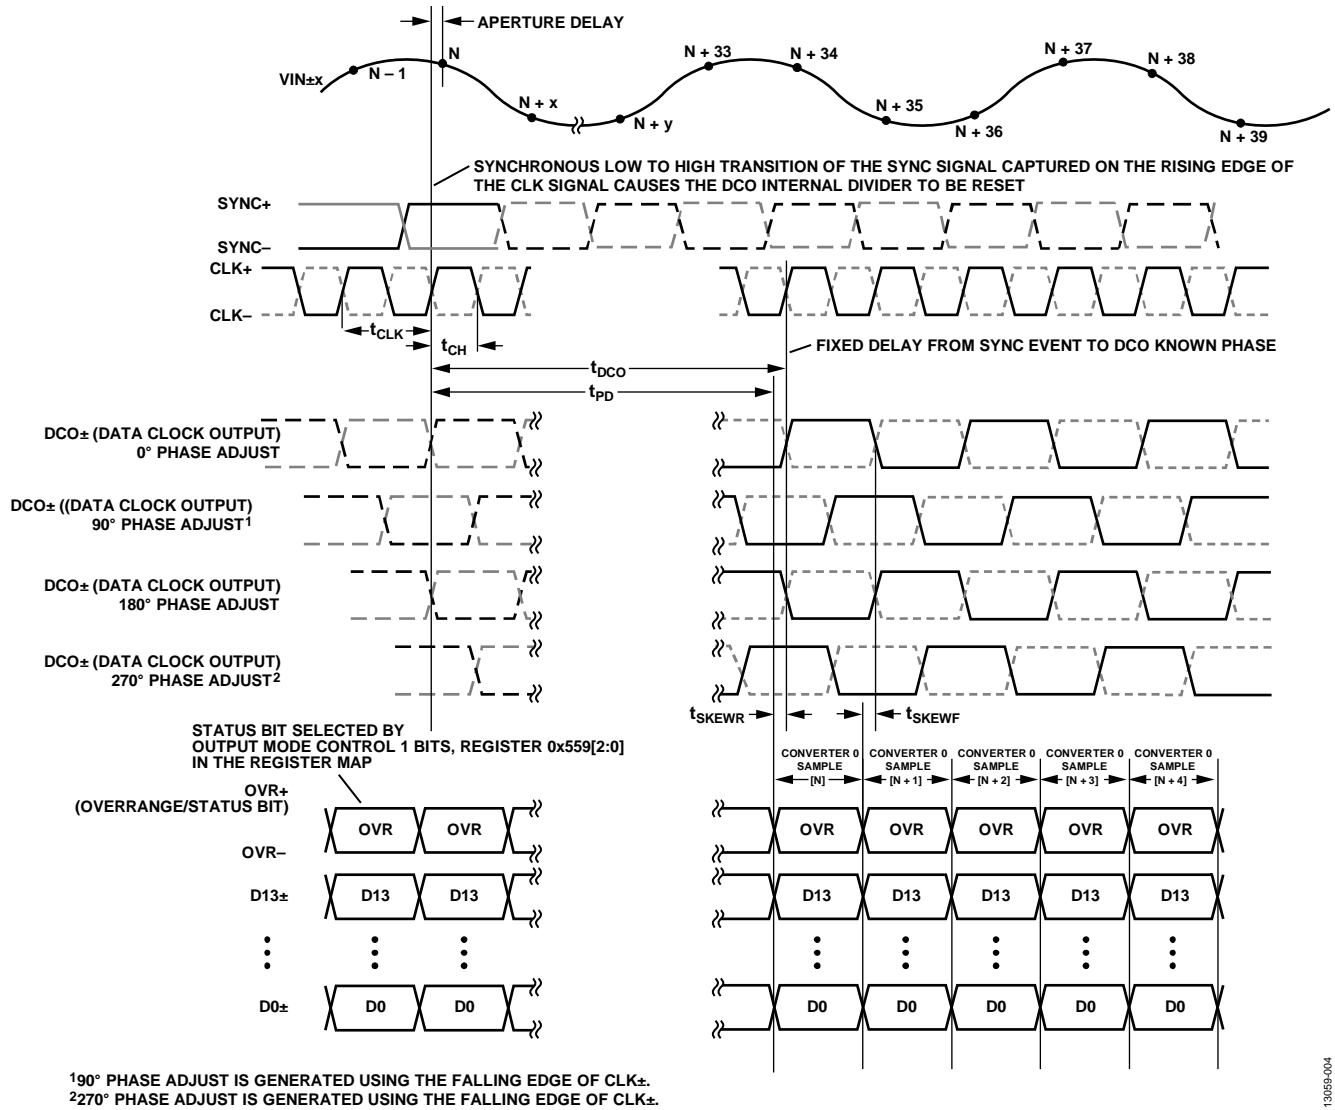 APERTURE DELAY
VIN±x
N – 1
N
N + x
N + y
N + 33
N + 34
N + 35
N + 36
N + 37
N + 38
N + 39
SYNCHRONOUS LOW TO HIGH TRANSITION OF THE SYNC SIGNAL CAPTURED ON THE RISING EDGE OF
THE CLK SIGNAL CAUSES THE DCO INTERNAL DIVIDER TO BE RESET
SYNC+
SYNC–
CLK+
CLK–
tCLK
tCH
FIXED DELAY FROM SYNC EVENT TO DCO KNOWN PHASE
tDCO
tPD
DCO± (DATA CLOCK OUTPUT)
0° PHASE ADJUST
DCO± ((DATA CLOCK OUTPUT)
90° PHASE ADJUST1
DCO± (DATA CLOCK OUTPUT)
180° PHASE ADJUST
DCO± (DATA CLOCK OUTPUT)
270° PHASE ADJUST2
tSKEWR
tSKEWF
STATUS BIT SELECTED BY
OUTPUT MODE CONTROL 1 BITS, REGISTER 0x559[2:0]
IN THE REGISTER MAP
CONVERTER 0
SAMPLE
[N]
CONVERTER 0
SAMPLE
[N + 1]
CONVERTER 0
SAMPLE
[N + 2]
CONVERTER 0
SAMPLE
[N + 3]
CONVERTER 0
SAMPLE
[N + 4]
OVR+
(OVERRANGE/STATUS BIT)
OVR–
OVR OVR OVR OVR OVR OVR OVR
D13± D13 D13 D13 D13 D13 D13 D13
D0± D0 D0 D0 D0 D0 D0 D0
190° PHASE ADJUST IS GENERATED USING THE FALLING EDGE OF CLK±.
2270° PHASE ADJUST IS GENERATED USING THE FALLING EDGE OF CLK±.
13059-004